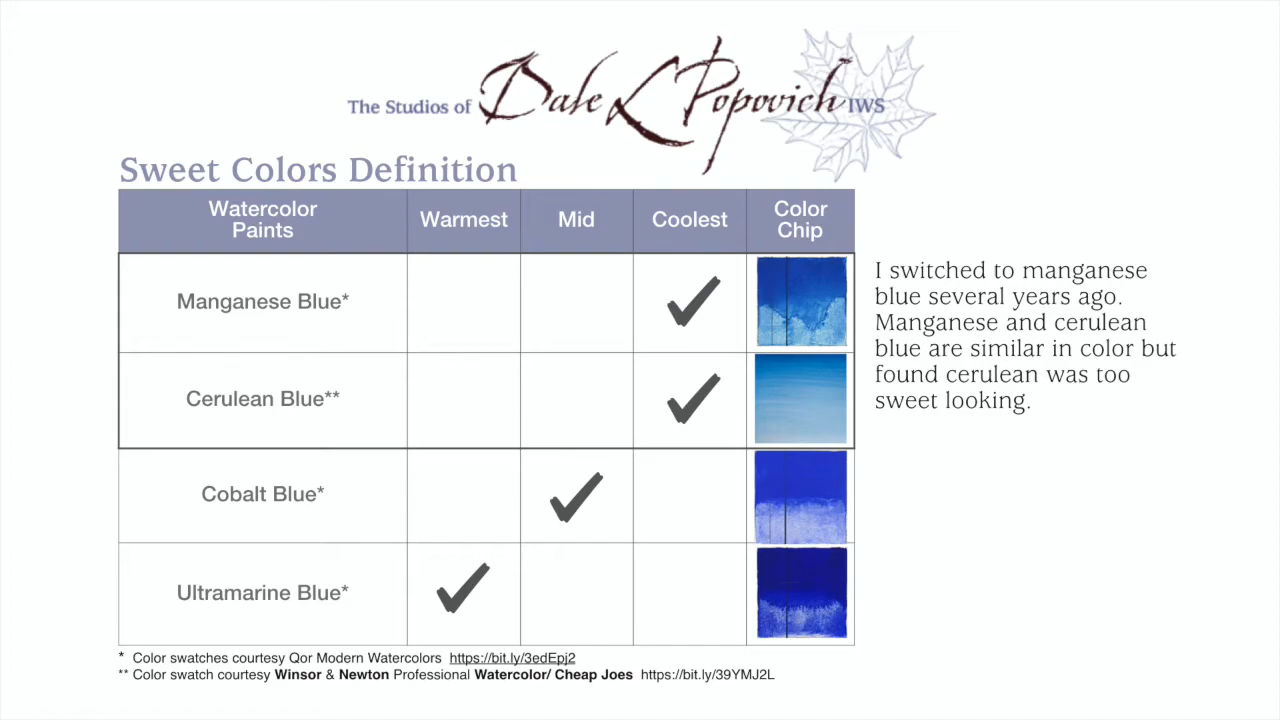 The Studios of Dale L Popovich IWS
Sweet Colors Definition
Watercolor
Paints
Warmest
Mid
Coolest
Color
Chip
Manganese Blue*
Cerulean Blue**
Cobalt Blue*
Ultramarine Blue*
I switched to manganese
blue several years ago.
Manganese and cerulean
blue are similar in color but
found cerulean was too
sweet looking.
* Color swatches courtesy Qor Modern Watercolors https://bit.ly/3edEpj2
** Color swatch courtesy Winsor & Newton Professional Watercolor/ Cheap Joes https://bit.ly/39YMJ2L